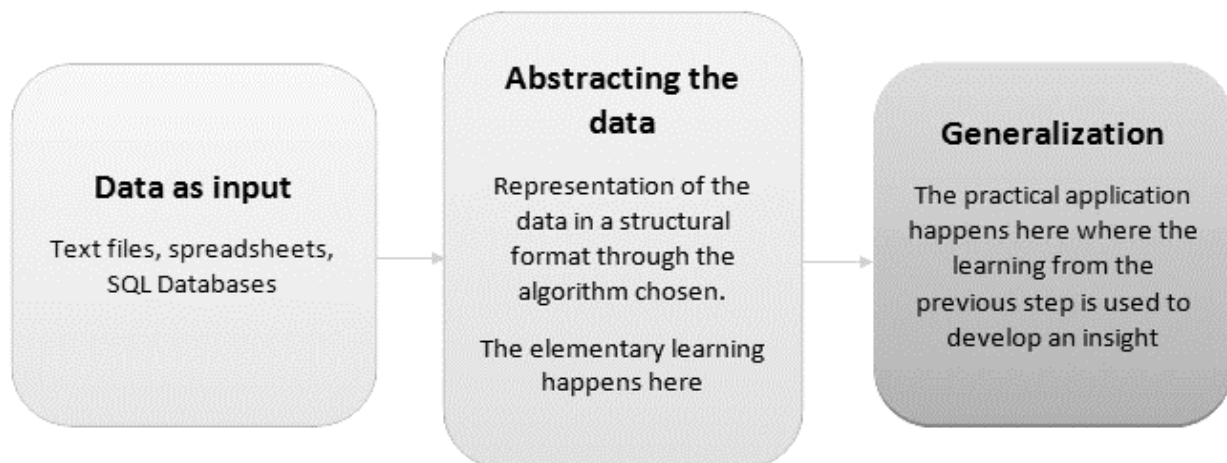 Data as input
Text files, spreadsheets,
SQL Databases
Abstracting the
data
Representation of the
data in a structural
format through the
algorithm chosen.
The elementary learning
happens here
Generalization
The practical application
happens here where the
learning from the
previous step is used to
develop an insight